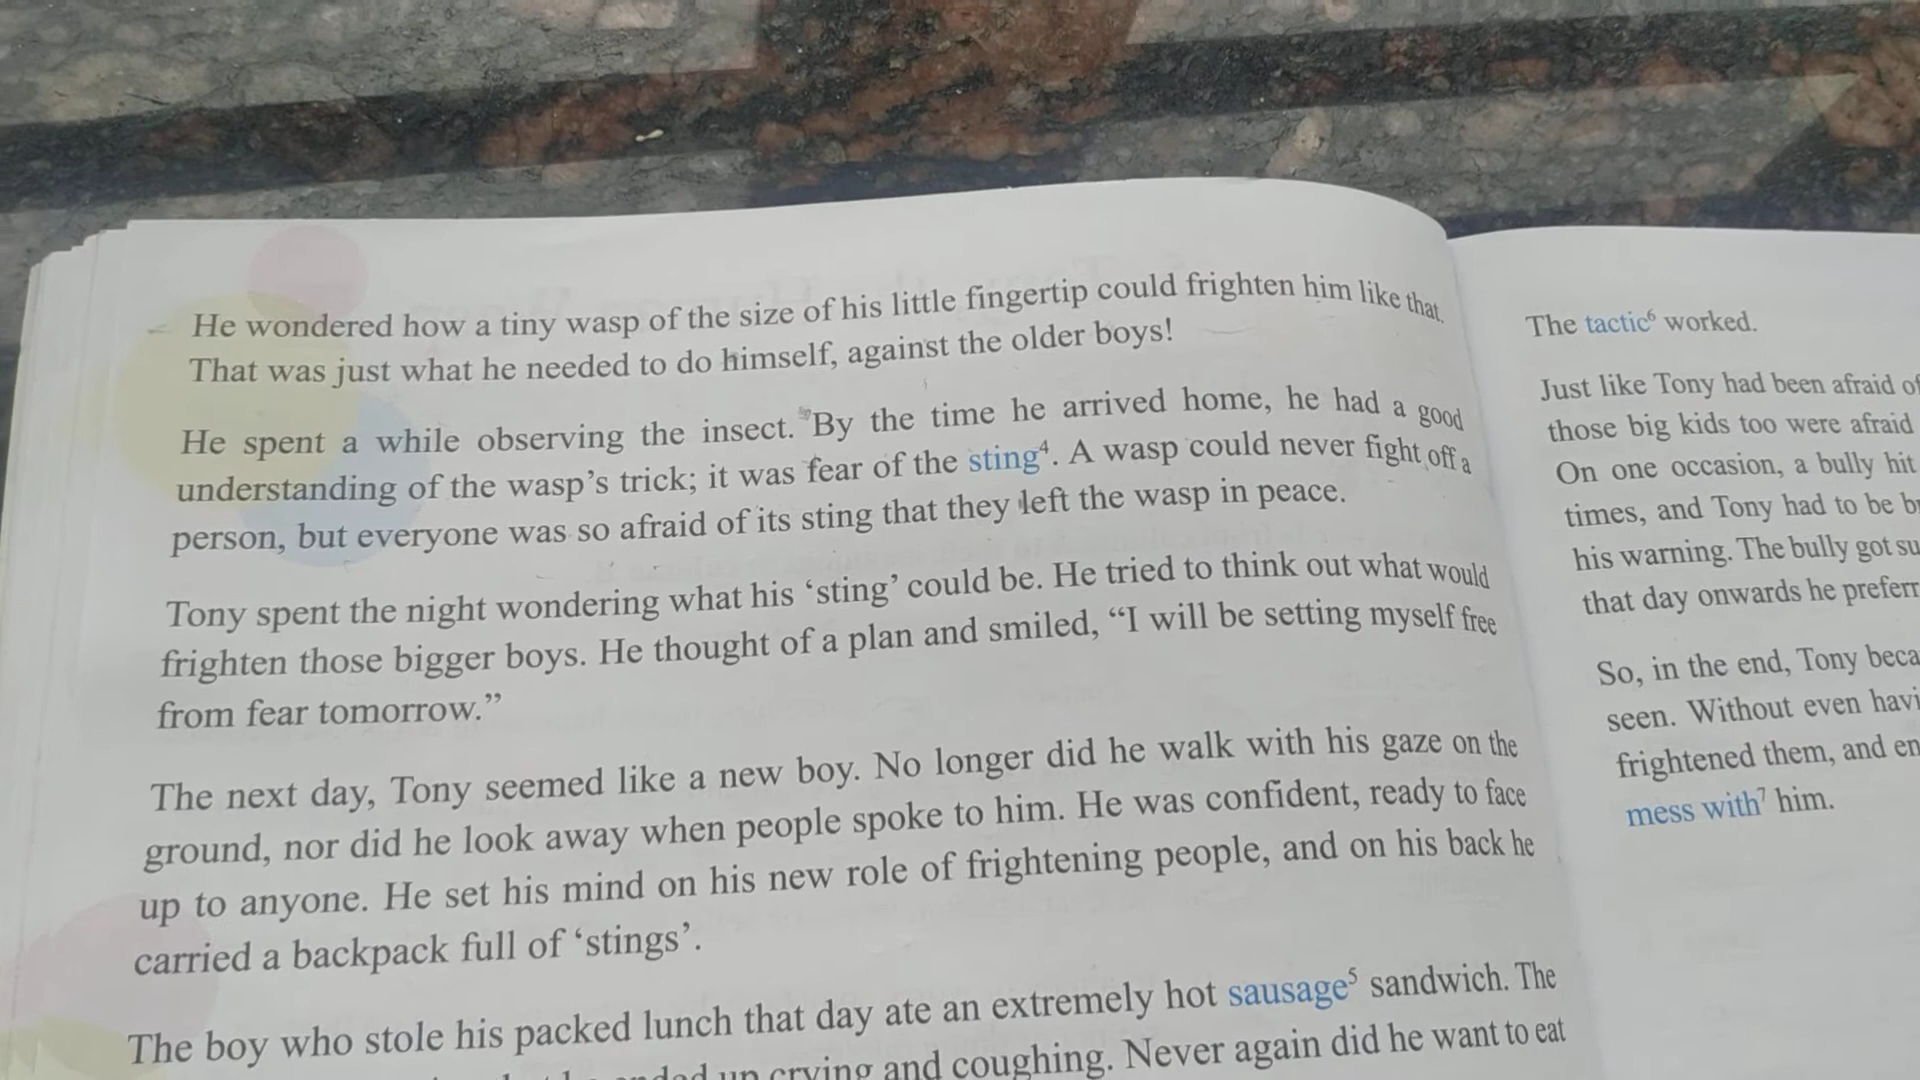 He wondered how a tiny wasp of the size of his little fingertip could frighten him like that.
That was just what he needed to do himself, against the older boys!
He spent a while observing the insect. By the time he arrived home, he had a good
understanding of the wasp’s trick; it was fear of the sting⁴. A wasp could never fight off a
person, but everyone was so afraid of its sting that they left the wasp in peace.
Tony spent the night wondering what his ‘sting’ could be. He tried to think out what would
frighten those bigger boys. He thought of a plan and smiled, “I will be setting myself free
from fear tomorrow.”
The next day, Tony seemed like a new boy. No longer did he walk with his gaze on the
ground, nor did he look away when people spoke to him. He was confident, ready to face
up to anyone. He set his mind on his new role of frightening people, and on his back he
carried a backpack full of ‘stings’.
The boy who stole his packed lunch that day ate an extremely hot sausage⁵ sandwich. The
up crying and coughing. Never again did he want to eat
The tactic⁶ worked.
Just like Tony had been afraid of
those big kids too were afraid
On one occasion, a bully hit
times, and Tony had to be
his warning. The bully got
that day onwards he
So, in the end, Tony
seen. Without even
frightened them, and
mess with⁷ him.